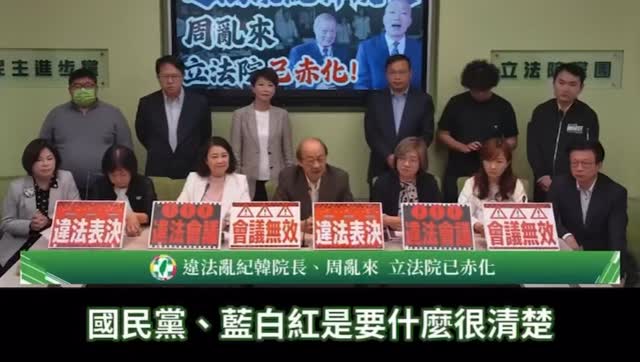 周亂來
立法院已赤化!
民主進步黨
立法院黨團
違法表決
違法會議
會議無效
違法表決
違法會議
會議無效
違法亂紀韓院長、周亂來 立法院已赤化
國民黨、藍白紅是要什麼很清楚